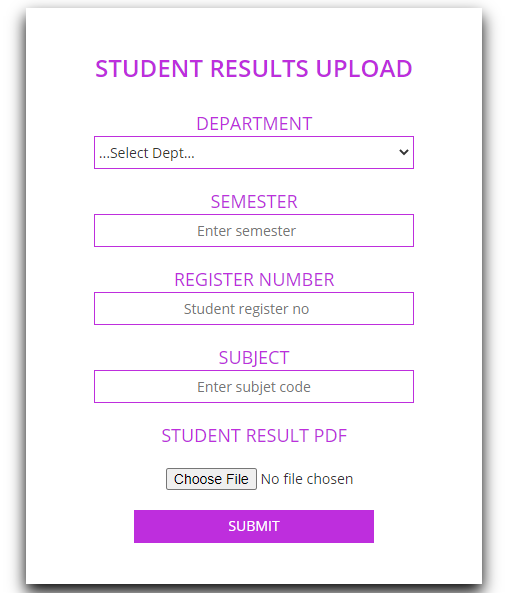 STUDENT RESULTS UPLOAD
DEPARTMENT
...Select Dept...
SEMESTER
Enter semester
REGISTER NUMBER
Student register no
SUBJECT
Enter subjet code
STUDENT RESULT PDF
Choose File No file chosen
SUBMIT